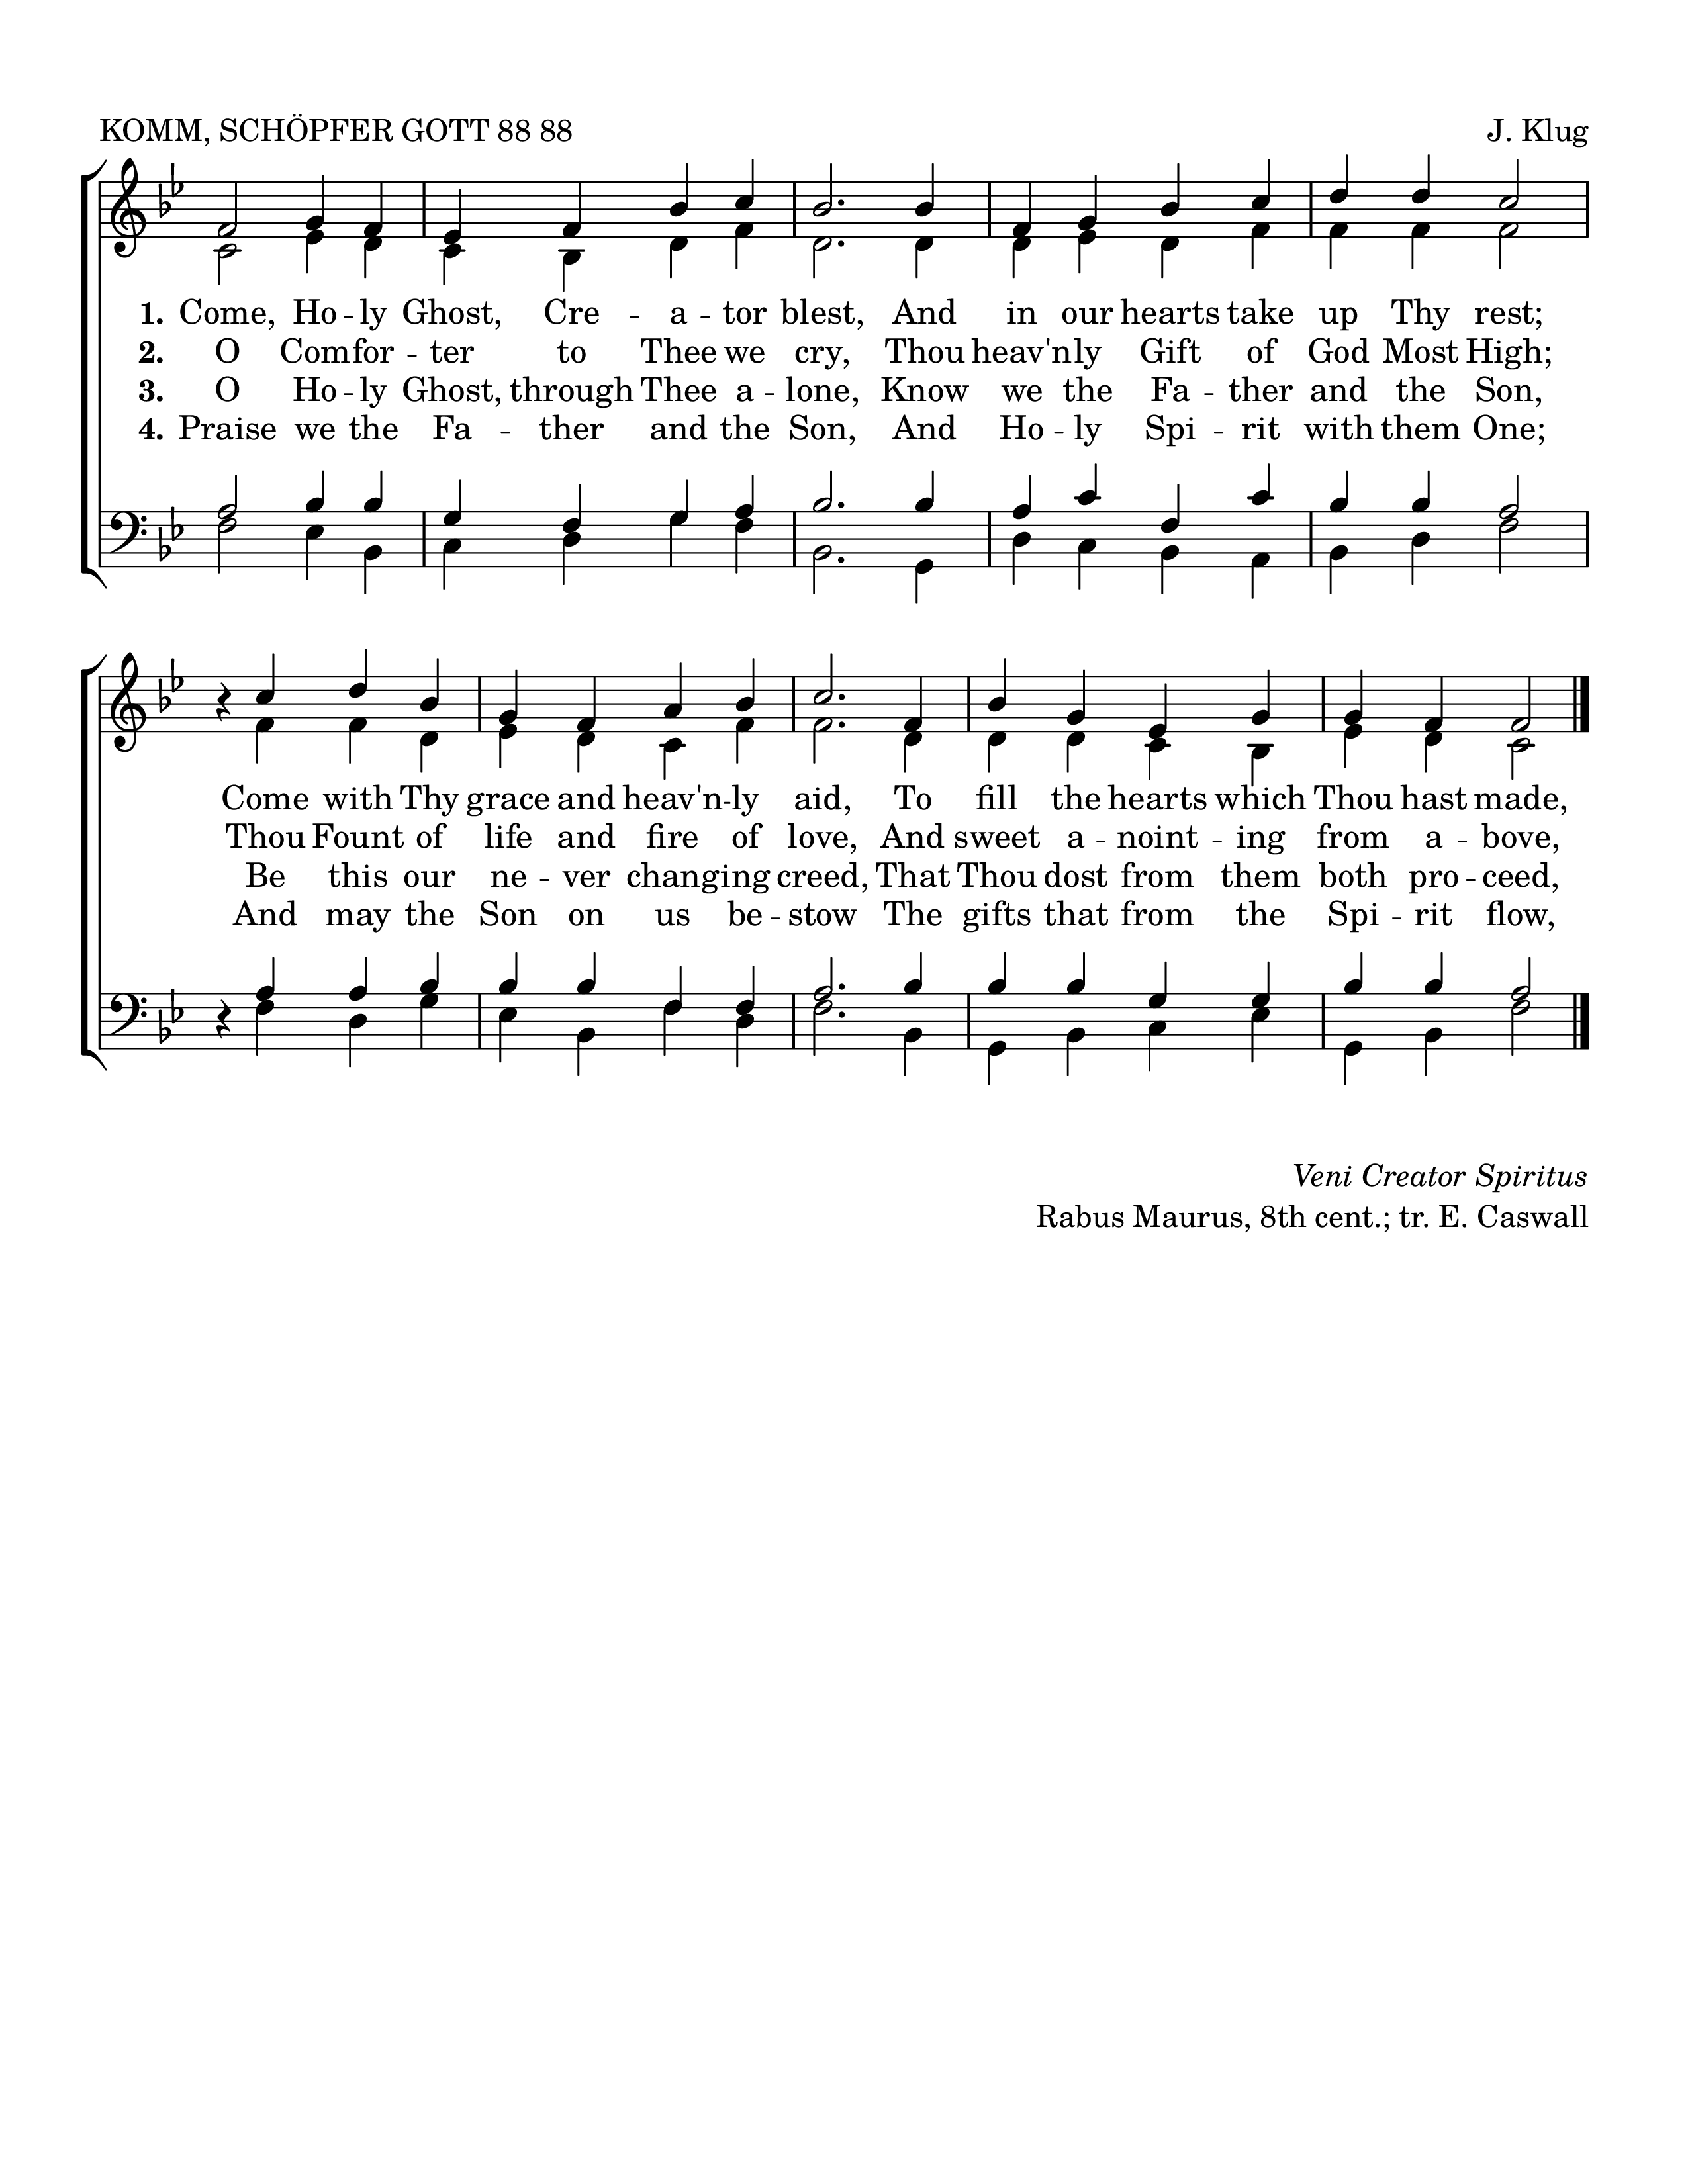 KOMM, SCHÖPFER GOTT 88 88 J. Klug
1. Come, Ho -- ly Ghost, Cre -- a -- tor blest, And in our hearts take up Thy rest;
2. O Comfor -- ter to Thee we cry, Thou heav'nly Gift of God Most High;
3. O Ho -- ly Ghost, through Thee a -- lone, Know we the Fa -- ther and the Son,
4. Praise we the Fa -- ther and the Son, And Ho -- ly Spi -- rit with them One;
Come with Thy grace and heav'n -- ly aid, To fill the hearts which Thou hast made,
Thou Fount of life and fire of love, And sweet a -- noint -- ing from a -- bove,
Be this our ne -- ver changing creed, That Thou dost from them both pro -- ceed,
And may the Son on us be -- stow The gifts that from the Spi -- rit flow,
Veni Creator Spiritus
Rabus Maurus, 8th cent.; tr. E. Caswall